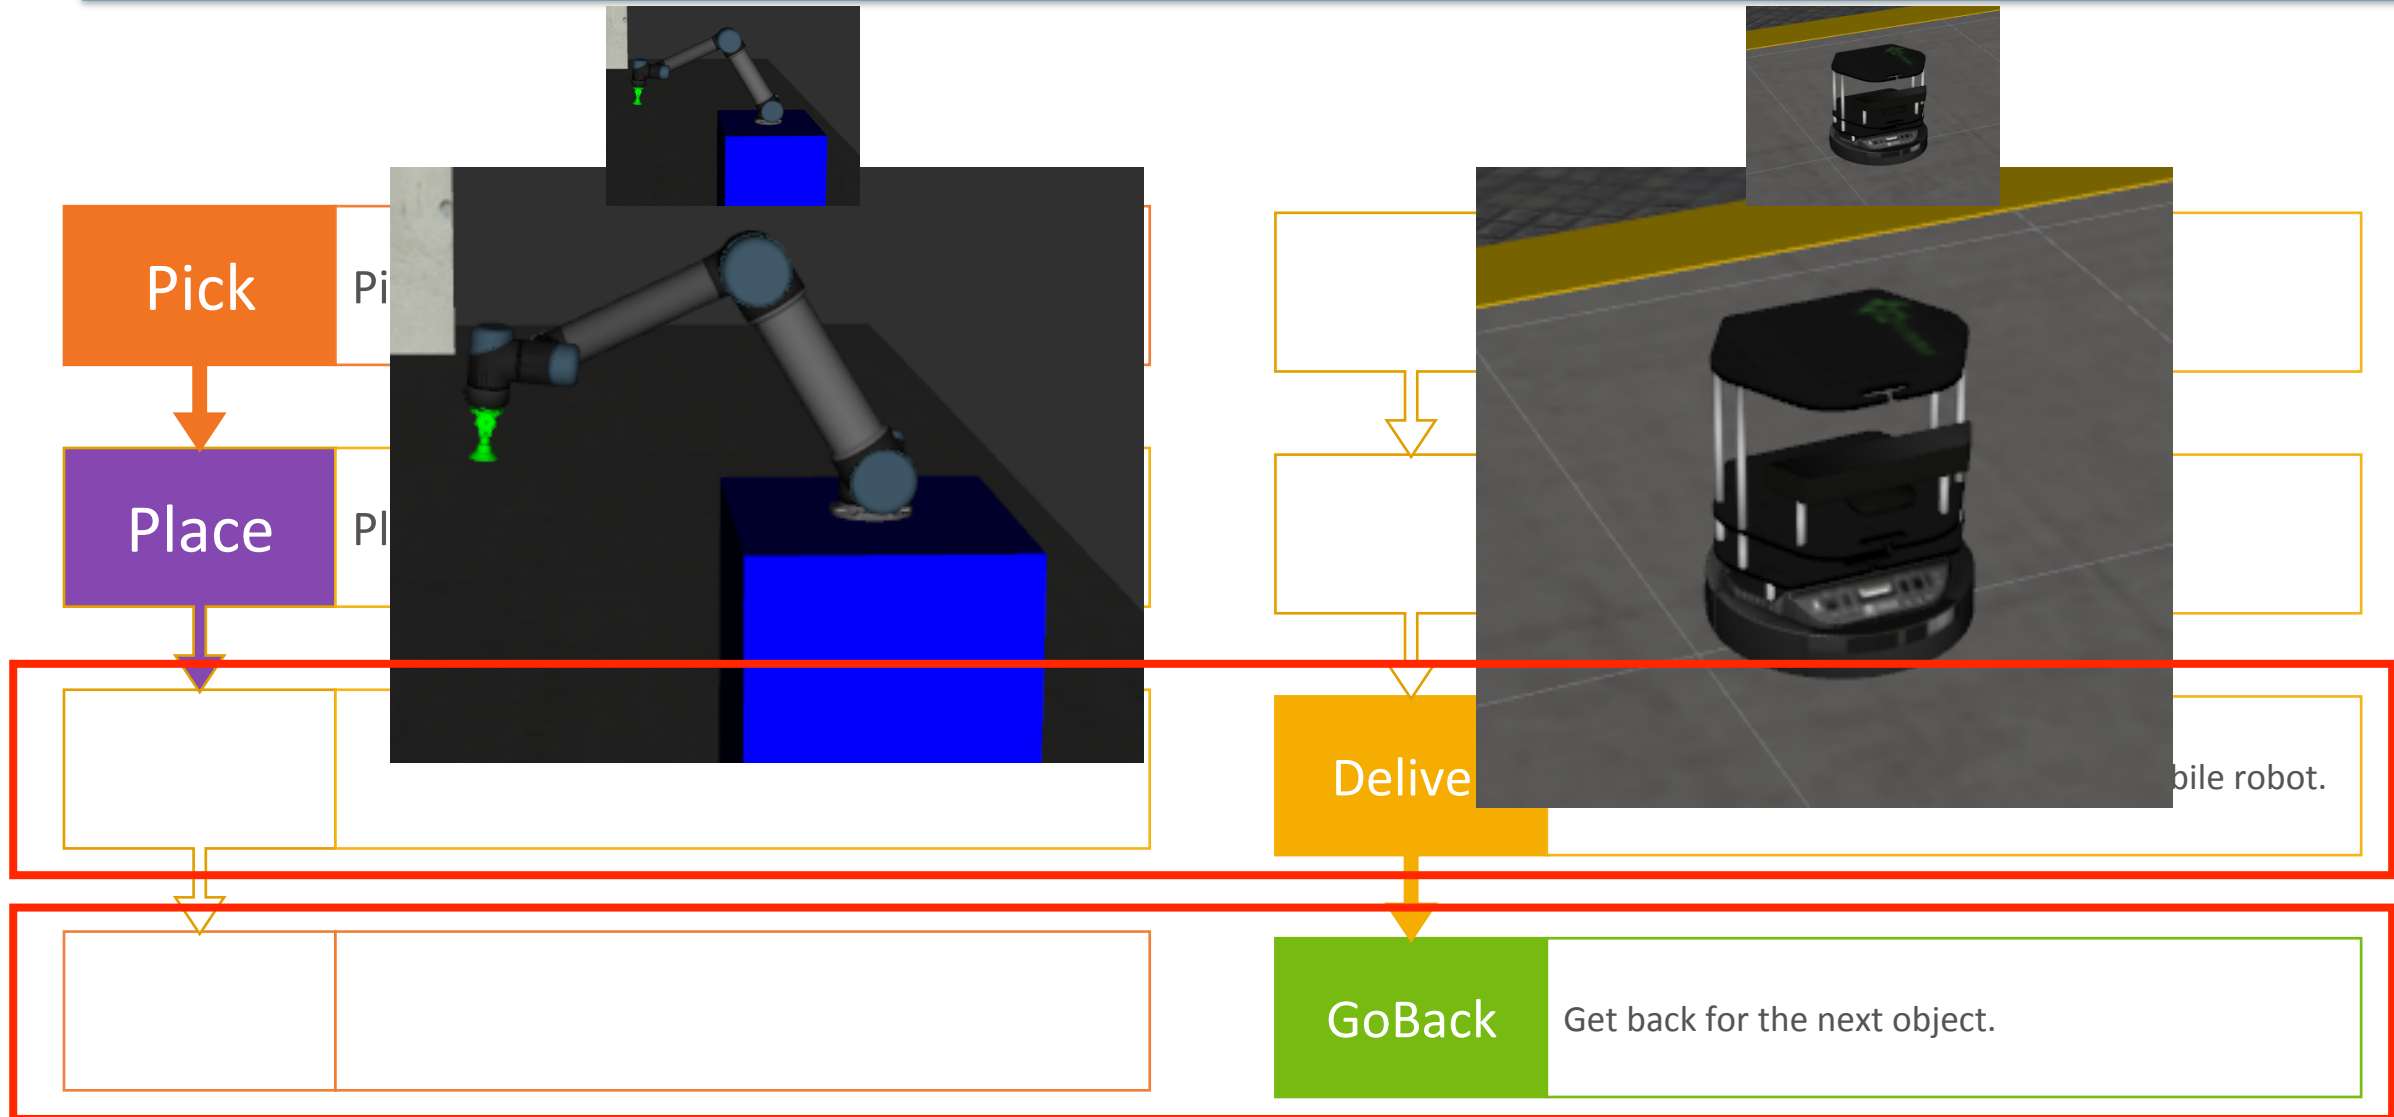 Pick
Pi
Place
Pl
Delive
bile robot.
GoBack
Get back for the next object.